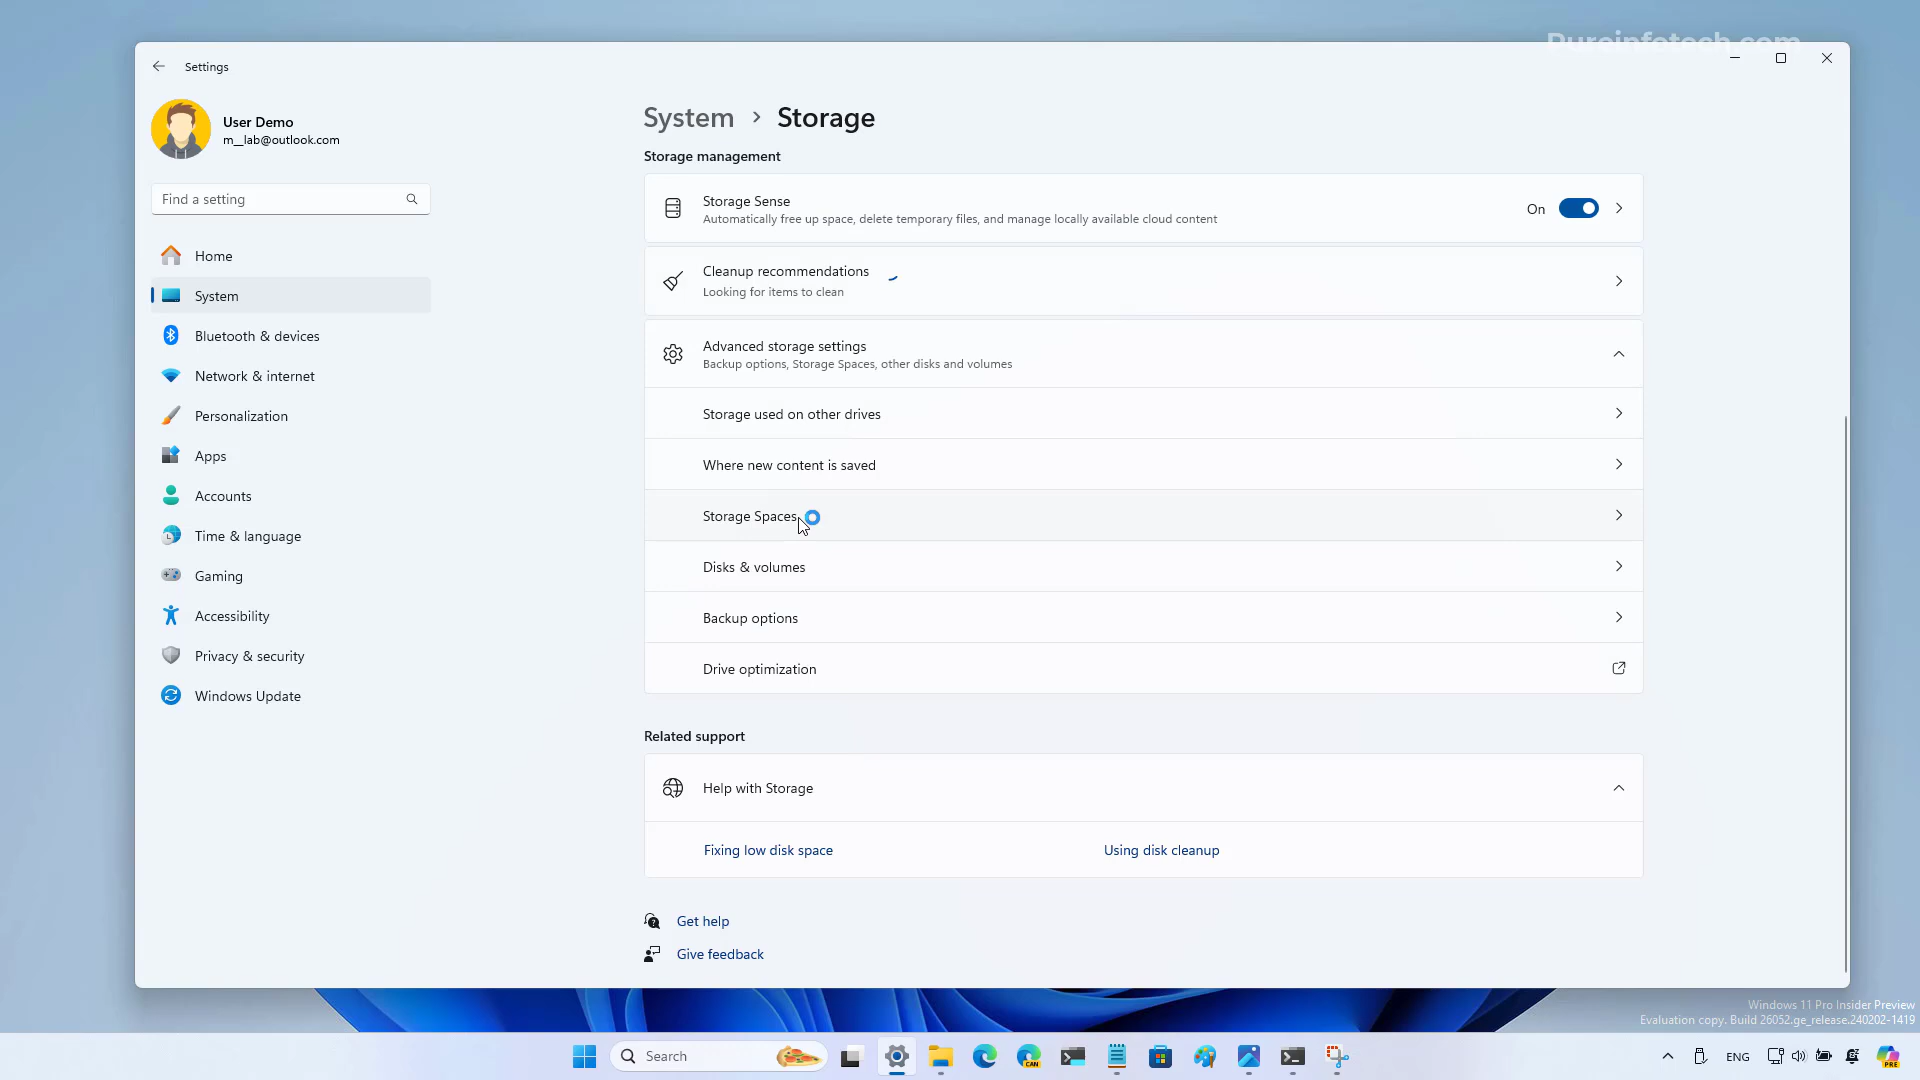 Pureinfotech.com
Settings
User Demo
m__lab@outlook.com
Find a setting
Home
System
Bluetooth & devices
Network & internet
Personalization
Apps
Accounts
Time & language
Gaming
Accessibility
Privacy & security
Windows Update
System > Storage
Storage management
Storage Sense
Automatically free up space, delete temporary files, and manage locally available cloud content
On
Cleanup recommendations
Looking for items to clean
Advanced storage settings
Backup options, Storage Spaces, other disks and volumes
Storage used on other drives
Where new content is saved
Storage Spaces
Disks & volumes
Backup options
Drive optimization
Related support
Help with Storage
Fixing low disk space
Using disk cleanup
Get help
Give feedback
Windows 11 Pro Insider Preview
Evaluation copy. Build 26052.ge_release.240202-1419
Search
CAN
ENG
PRE